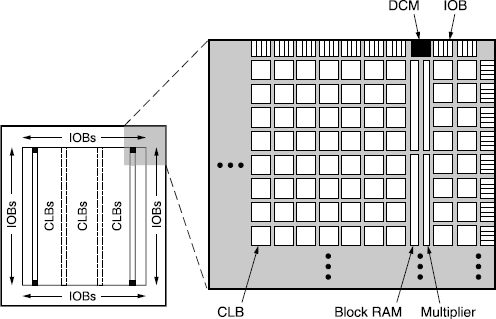 DCM IOB
IOBs
IOBs CLBs CLBs CLBs IOBs
IOBs
CLB Block RAM Multiplier